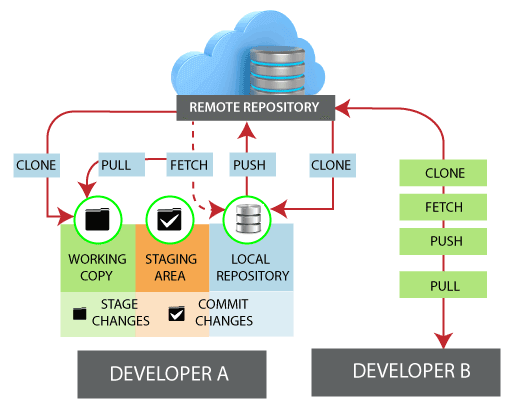 REMOTE REPOSITORY
CLONE
PULL
FETCH
PUSH
CLONE
CLONE
FETCH
PUSH
PULL
WORKING
COPY
STAGING
AREA
LOCAL
REPOSITORY
STAGE
CHANGES
COMMIT
CHANGES
DEVELOPER A
DEVELOPER B